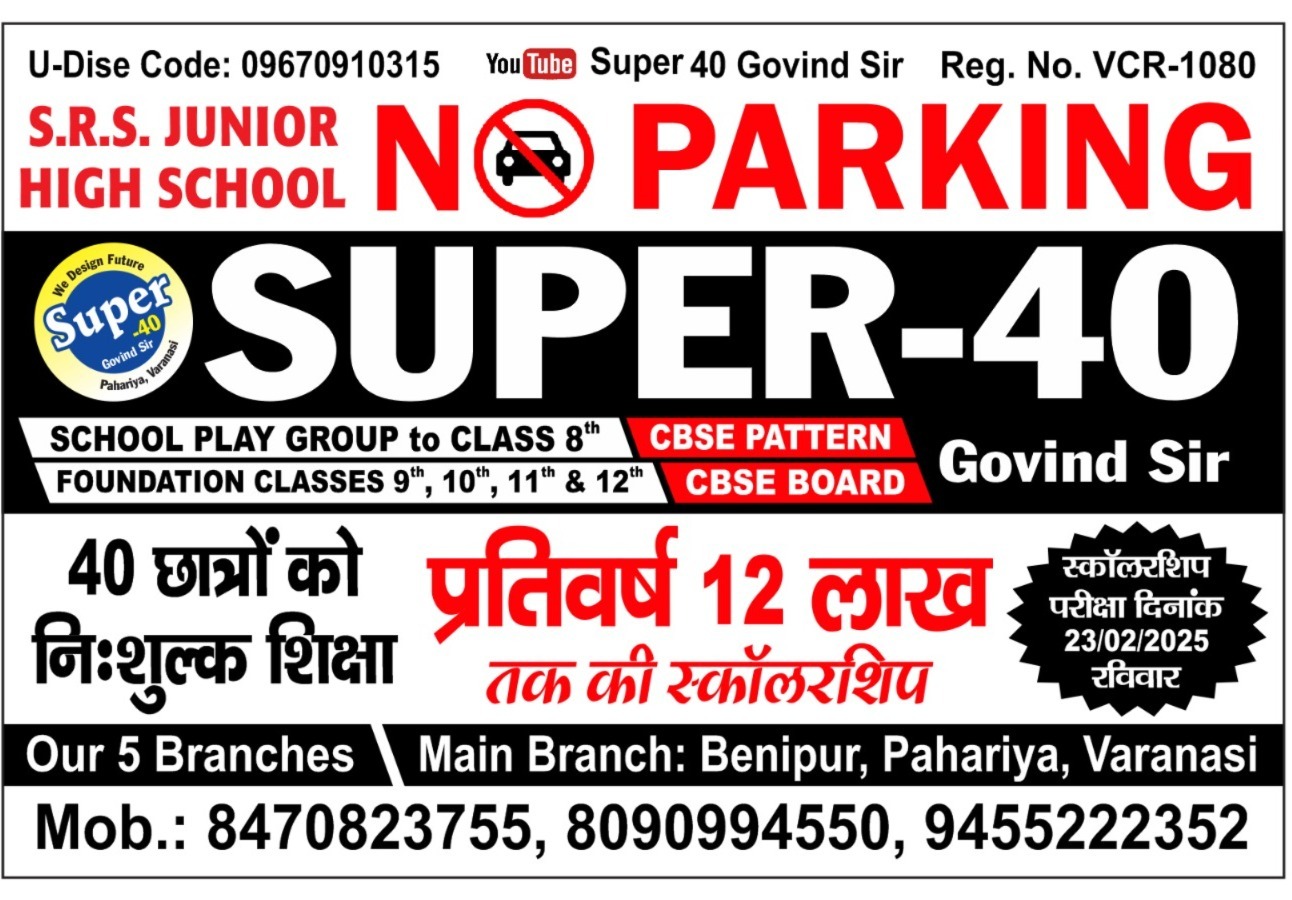 U-Dise Code: 09670910315 YouTube Super 40 Govind Sir Reg. No. VCR-1080
S.R.S. JUNIOR
HIGH SCHOOL
NO PARKING
We Design Future
Super
-40
Govind Sir
Pahariya, Varanasi
SUPER-40
SCHOOL PLAY GROUP to CLASS 8th CBSE PATTERN
FOUNDATION CLASSES 9th, 10th, 11th & 12th CBSE BOARD
Govind Sir
40 छात्रों को
निःशुल्क शिक्षा
प्रतिवर्ष 12 लाख
तक की स्कॉलरशिप
स्कॉलरशिप
परीक्षा दिनांक
23/02/2025
रविवार
Our 5 Branches Main Branch: Benipur, Pahariya, Varanasi
Mob.: 8470823755, 8090994550, 9455222352